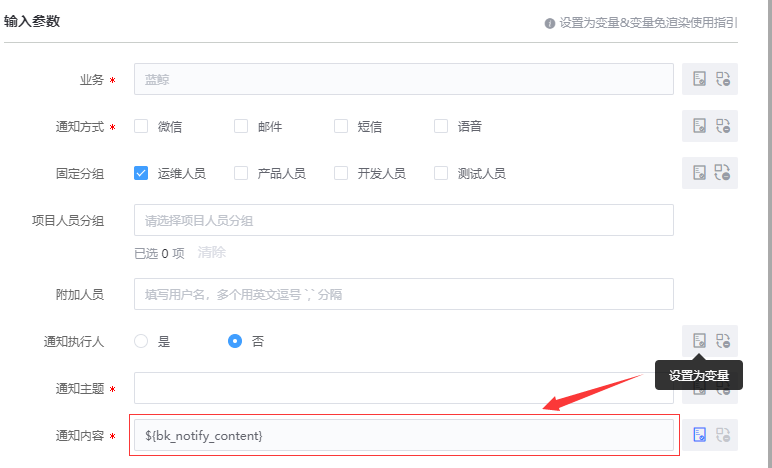 输入参数
设置为变量&变量免渲染使用指引
业务 *
蓝鲸
通知方式 *
微信 邮件 短信 语音
固定分组
运维人员 产品人员 开发人员 测试人员
项目人员分组
请选择项目人员分组
已选 0 项 清除
附加人员
填写用户名，多个用英文逗号 `,` 分隔
通知执行人
是 否
设置为变量
通知主题 *
通知内容 *
${bk_notify_content}